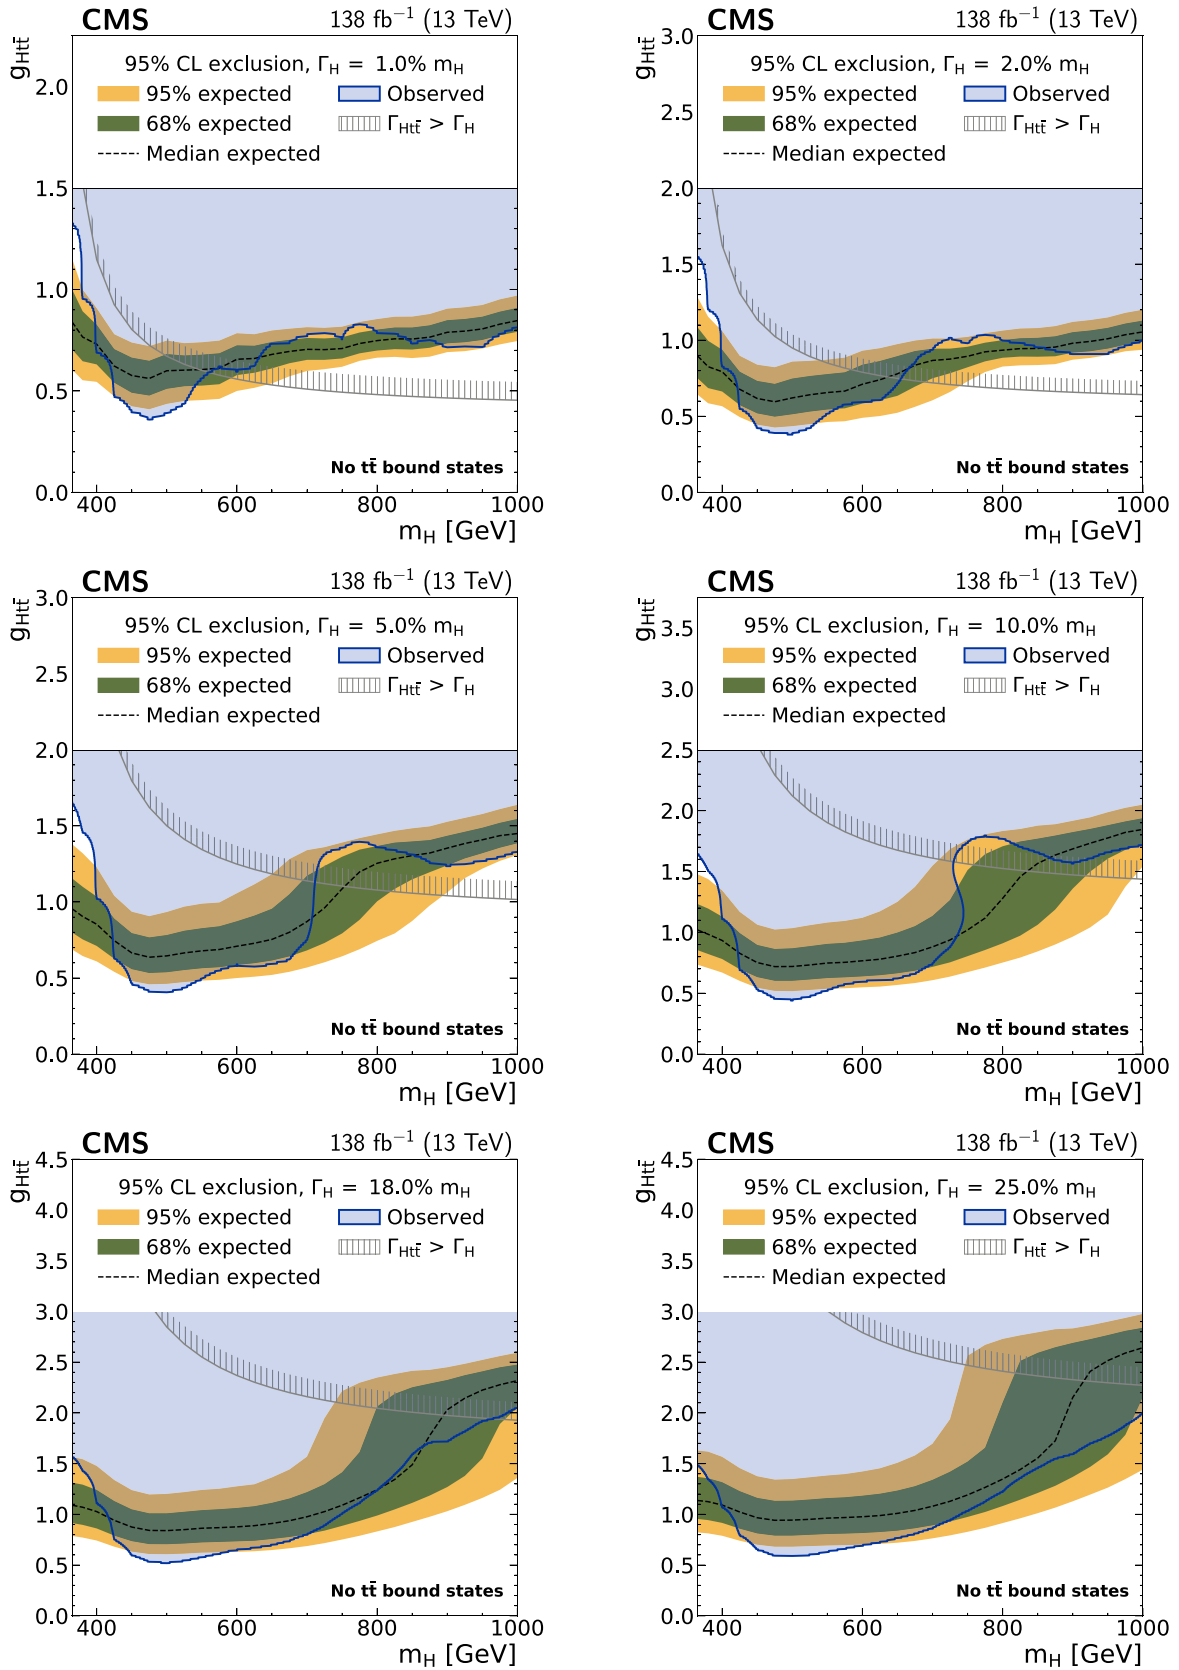 CMS 138 fb⁻¹ (13 TeV)
95% CL exclusion, Γ_H = 1.0% m_H
95% expected Observed
68% expected Γ_Htt̄ > Γ_H
Median expected
g_Htt̄
2.0
1.5
1.0
0.5
0.0
No tt̄ bound states
400 600 800 1000
m_H [GeV]
CMS 138 fb⁻¹ (13 TeV)
95% CL exclusion, Γ_H = 2.0% m_H
95% expected Observed
68% expected Γ_Htt̄ > Γ_H
Median expected
g_Htt̄
3.0
2.5
2.0
1.5
1.0
0.5
0.0
No tt̄ bound states
400 600 800 1000
m_H [GeV]
CMS 138 fb⁻¹ (13 TeV)
95% CL exclusion, Γ_H = 5.0% m_H
95% expected Observed
68% expected Γ_Htt̄ > Γ_H
Median expected
g_Htt̄
3.0
2.5
2.0
1.5
1.0
0.5
0.0
No tt̄ bound states
400 600 800 1000
m_H [GeV]
CMS 138 fb⁻¹ (13 TeV)
95% CL exclusion, Γ_H = 10.0% m_H
95% expected Observed
68% expected Γ_Htt̄ > Γ_H
Median expected
g_Htt̄
3.5
3.0
2.5
2.0
1.5
1.0
0.5
0.0
No tt̄ bound states
400 600 800 1000
m_H [GeV]
CMS 138 fb⁻¹ (13 TeV)
95% CL exclusion, Γ_H = 18.0% m_H
95% expected Observed
68% expected Γ_Htt̄ > Γ_H
Median expected
g_Htt̄
4.5
4.0
3.5
3.0
2.5
2.0
1.5
1.0
0.5
0.0
No tt̄ bound states
400 600 800 1000
m_H [GeV]
CMS 138 fb⁻¹ (13 TeV)
95% CL exclusion, Γ_H = 25.0% m_H
95% expected Observed
68% expected Γ_Htt̄ > Γ_H
Median expected
g_Htt̄
4.5
4.0
3.5
3.0
2.5
2.0
1.5
1.0
0.5
0.0
No tt̄ bound states
400 600 800 1000
m_H [GeV]